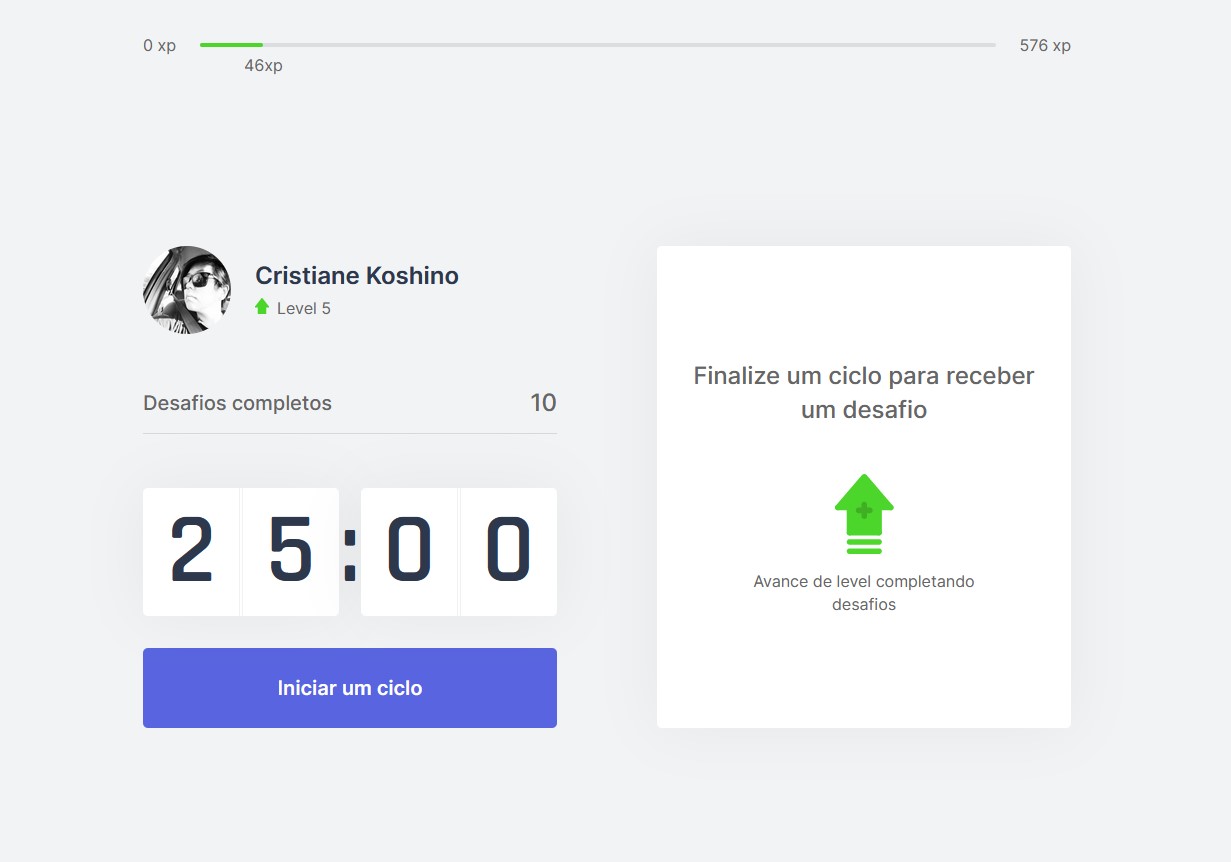 0 xp
576 xp
46xp
Cristiane Koshino
Level 5
Desafios completos
10
25:00
Iniciar um ciclo
Finalize um ciclo para receber
um desafio
Avance de level completando
desafios